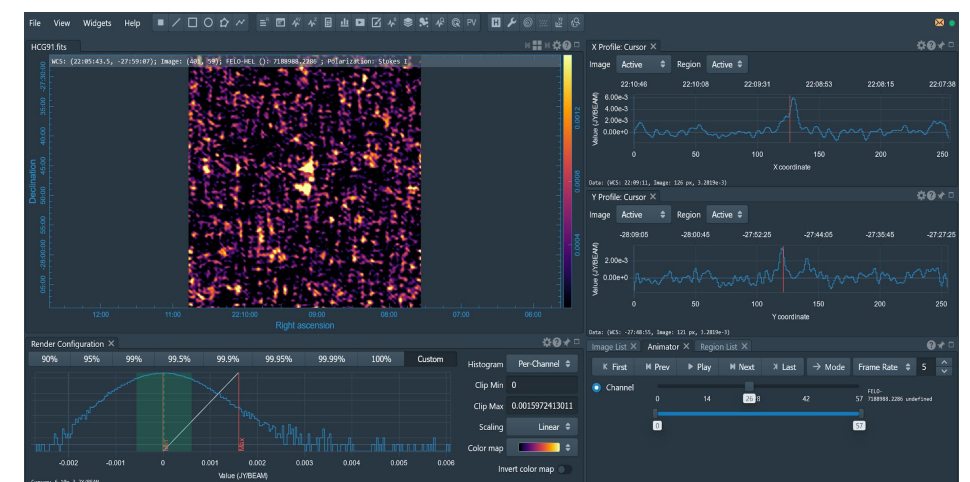 File View Widgets Help PV
HCG91.fits
WCS: (22:05:43.5, -27:59:07); Image: (401, 59); FELO-HEL (): 7188988.2286 ; Polarization: Stokes I
-27:30:00
35:00
40:00
45:00
50:00
55:00
-28:00:00
05:00
Declination
12:00 11:00 22:10:00 09:00 08:00 07:00 06:00
Right ascension
0.0012
0.0008
0.0004
X Profile: Cursor
Image Active Region Active
22:10:46 22:10:08 22:09:31 22:08:53 22:08:15 22:07:38
Value (JY/BEAM)
6.00e-3
4.00e-3
2.00e-3
0.00e+0
0 50 100 150 200 250
X coordinate
Data: (WCS: 22:09:11, Image: 126 px, 3.2819e-3)
Y Profile: Cursor
Image Active Region Active
-28:09:05 -28:00:45 -27:52:25 -27:44:05 -27:35:45 -27:27:25
Value (JY/BEAM)
2.00e-3
0.00e+0
0 50 100 150 200 250
Y coordinate
Data: (WCS: -27:48:55, Image: 121 px, 3.2819e-3)
Render Configuration
90% 95% 99% 99.5% 99.9% 99.95% 99.99% 100% Custom
Min
Max
-0.002 -0.001 0 0.001 0.002 0.003 0.004 0.005 0.006
Value (JY/BEAM)
Histogram Per-Channel
Clip Min 0
Clip Max 0.0015972413011
Scaling Linear
Color map
Invert color map
Image List Animator Region List
First Prev Play Next Last Mode Frame Rate 5
Channel
0 14 26 8 42 57
FELO-
7188988.2286 undefined
0 57